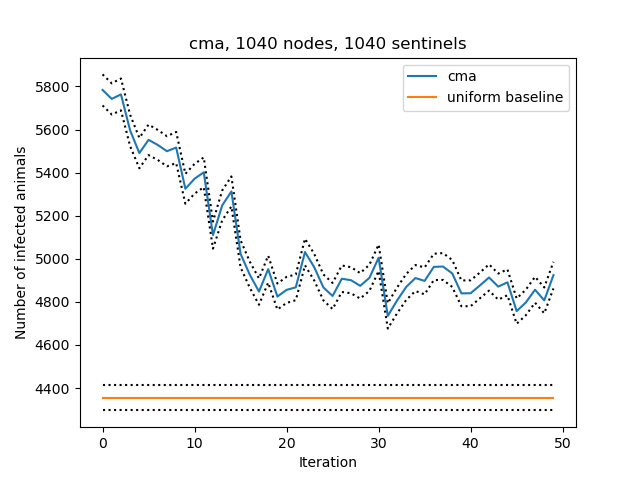 cma, 1040 nodes, 1040 sentinels
cma
uniform baseline
Number of infected animals
5800
5600
5400
5200
5000
4800
4600
4400
0 10 20 30 40 50
Iteration